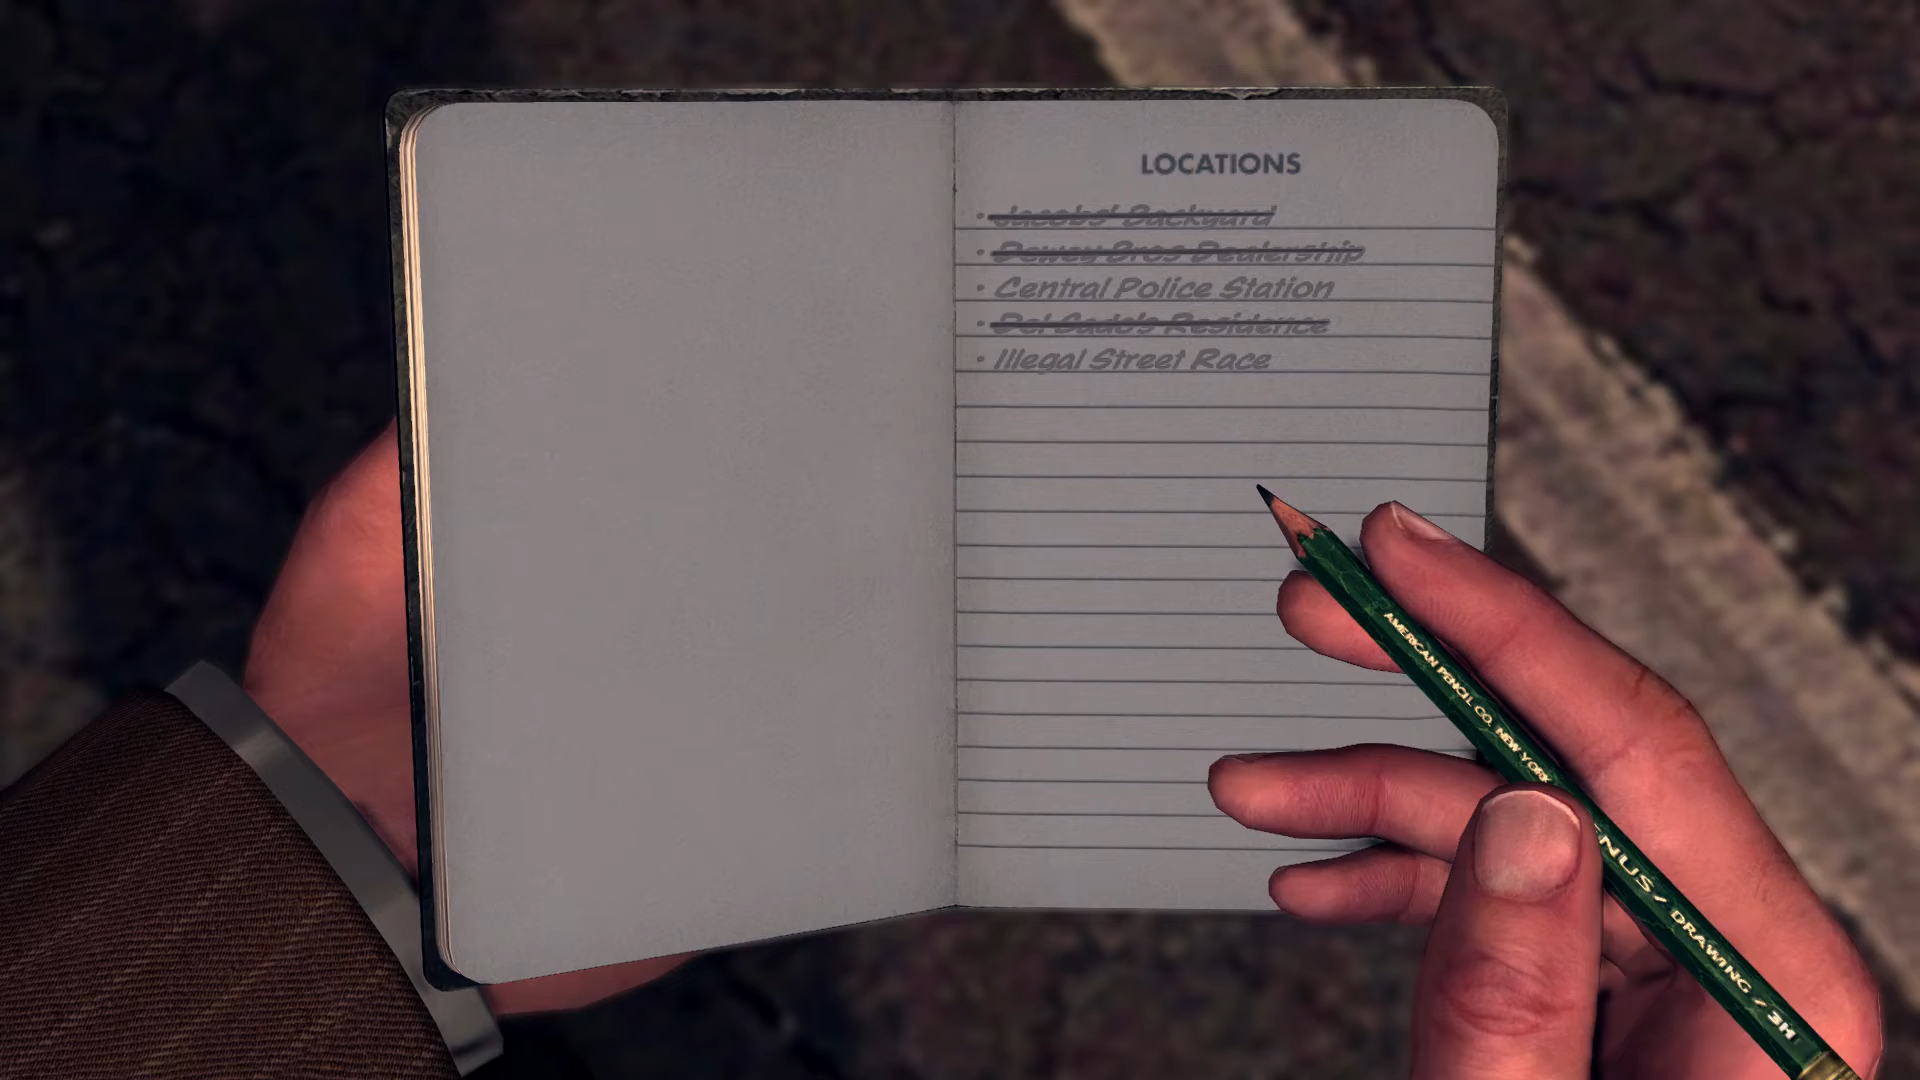 LOCATIONS
• Jacobs' Backyard
• Dewey Bros Dealership
• Central Police Station
• Del Gado's Residence
• Illegal Street Race
AMERICAN PENCIL CO. NEW YORK
ENUS / DRAWING / 3H